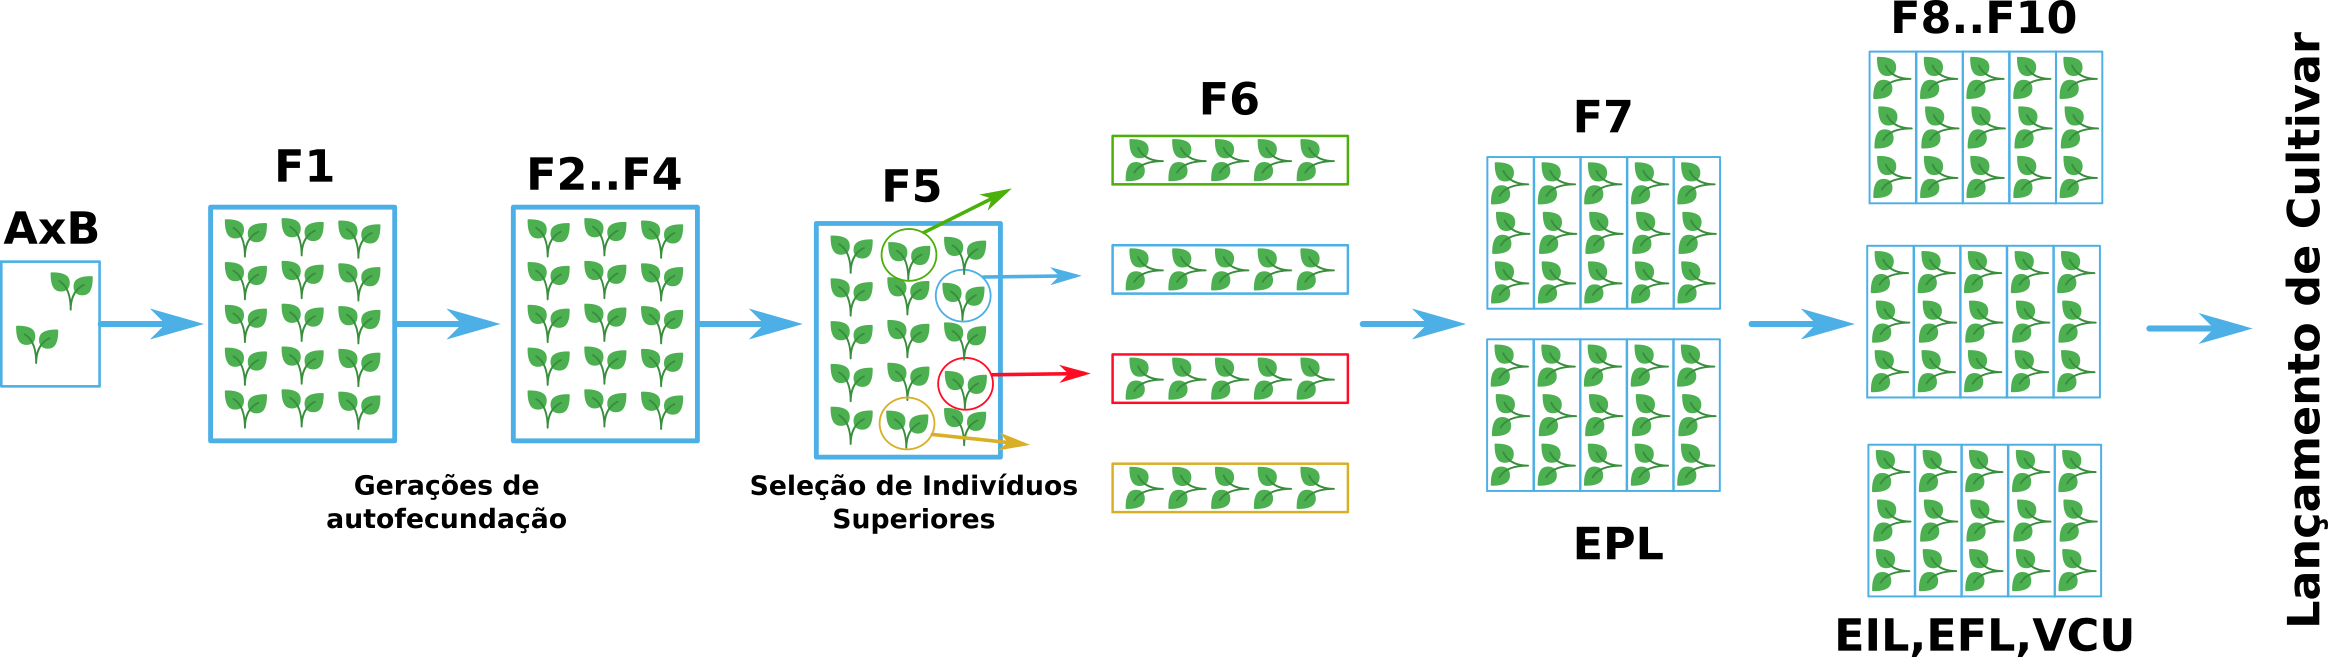 AxB
F1
F2..F4
Gerações de
autofecundação
F5
Seleção de Indivíduos
Superiores
F6
F7
EPL
F8..F10
EIL,EFL,VCU
Lançamento de Cultivar